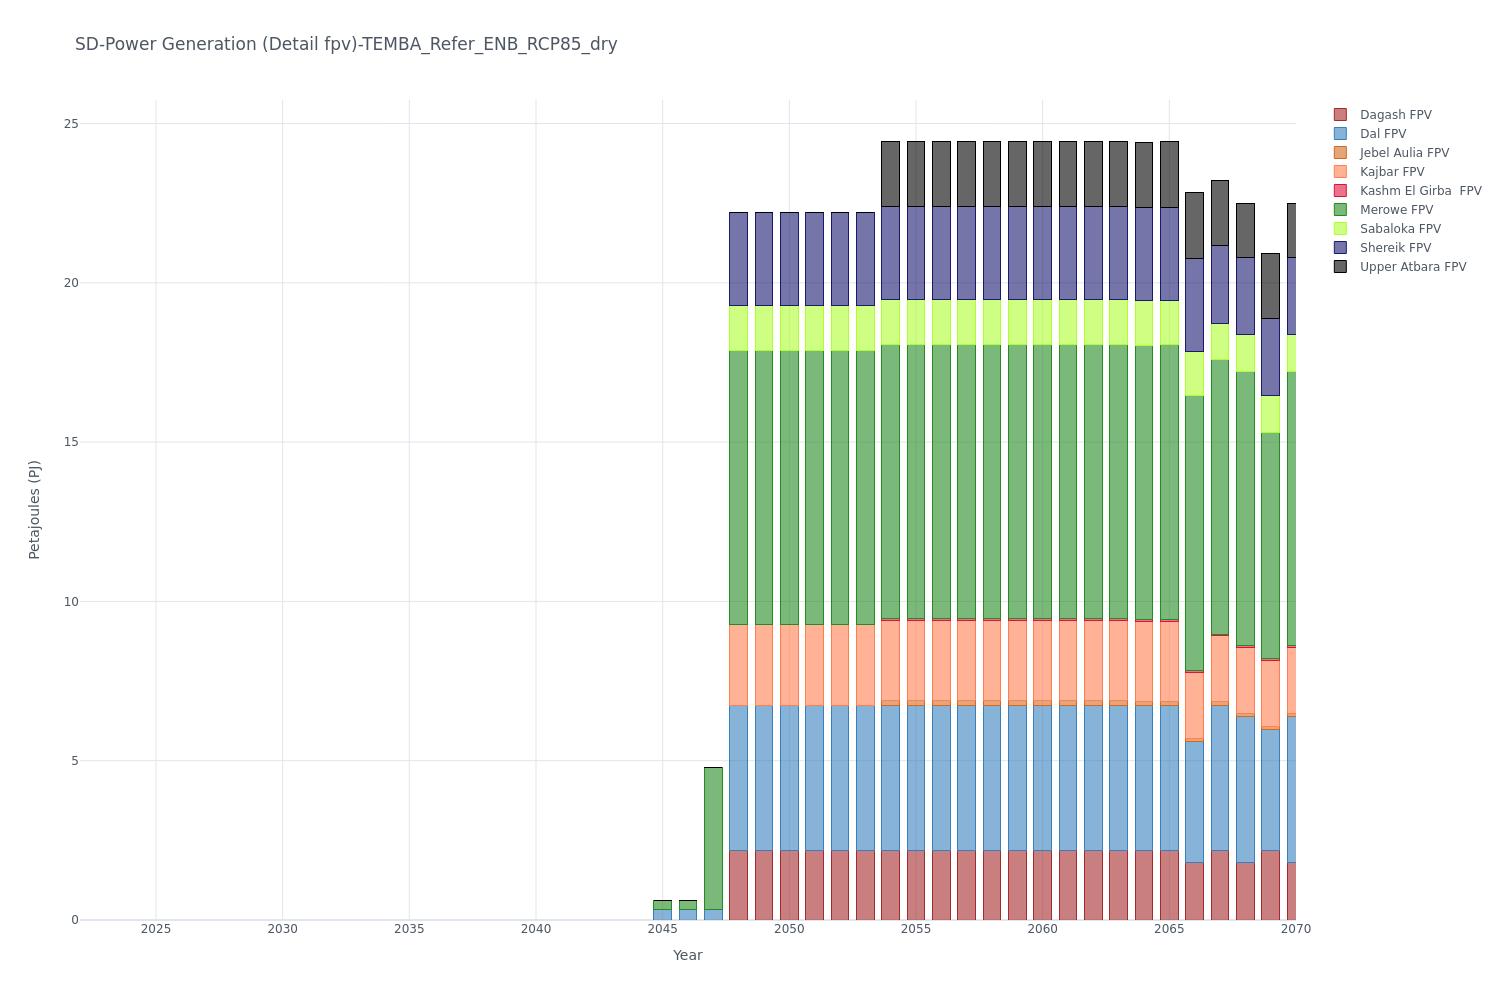 SD-Power Generation (Detail fpv)-TEMBA_Refer_ENB_RCP85_dry
25
20
15
10
5
0
Petajoules (PJ)
2025
2030
2035
2040
2045
2050
2055
2060
2065
2070
Year
Dagash FPV
Dal FPV
Jebel Aulia FPV
Kajbar FPV
Kashm El Girba  FPV
Merowe FPV
Sabaloka FPV
Shereik FPV
Upper Atbara FPV